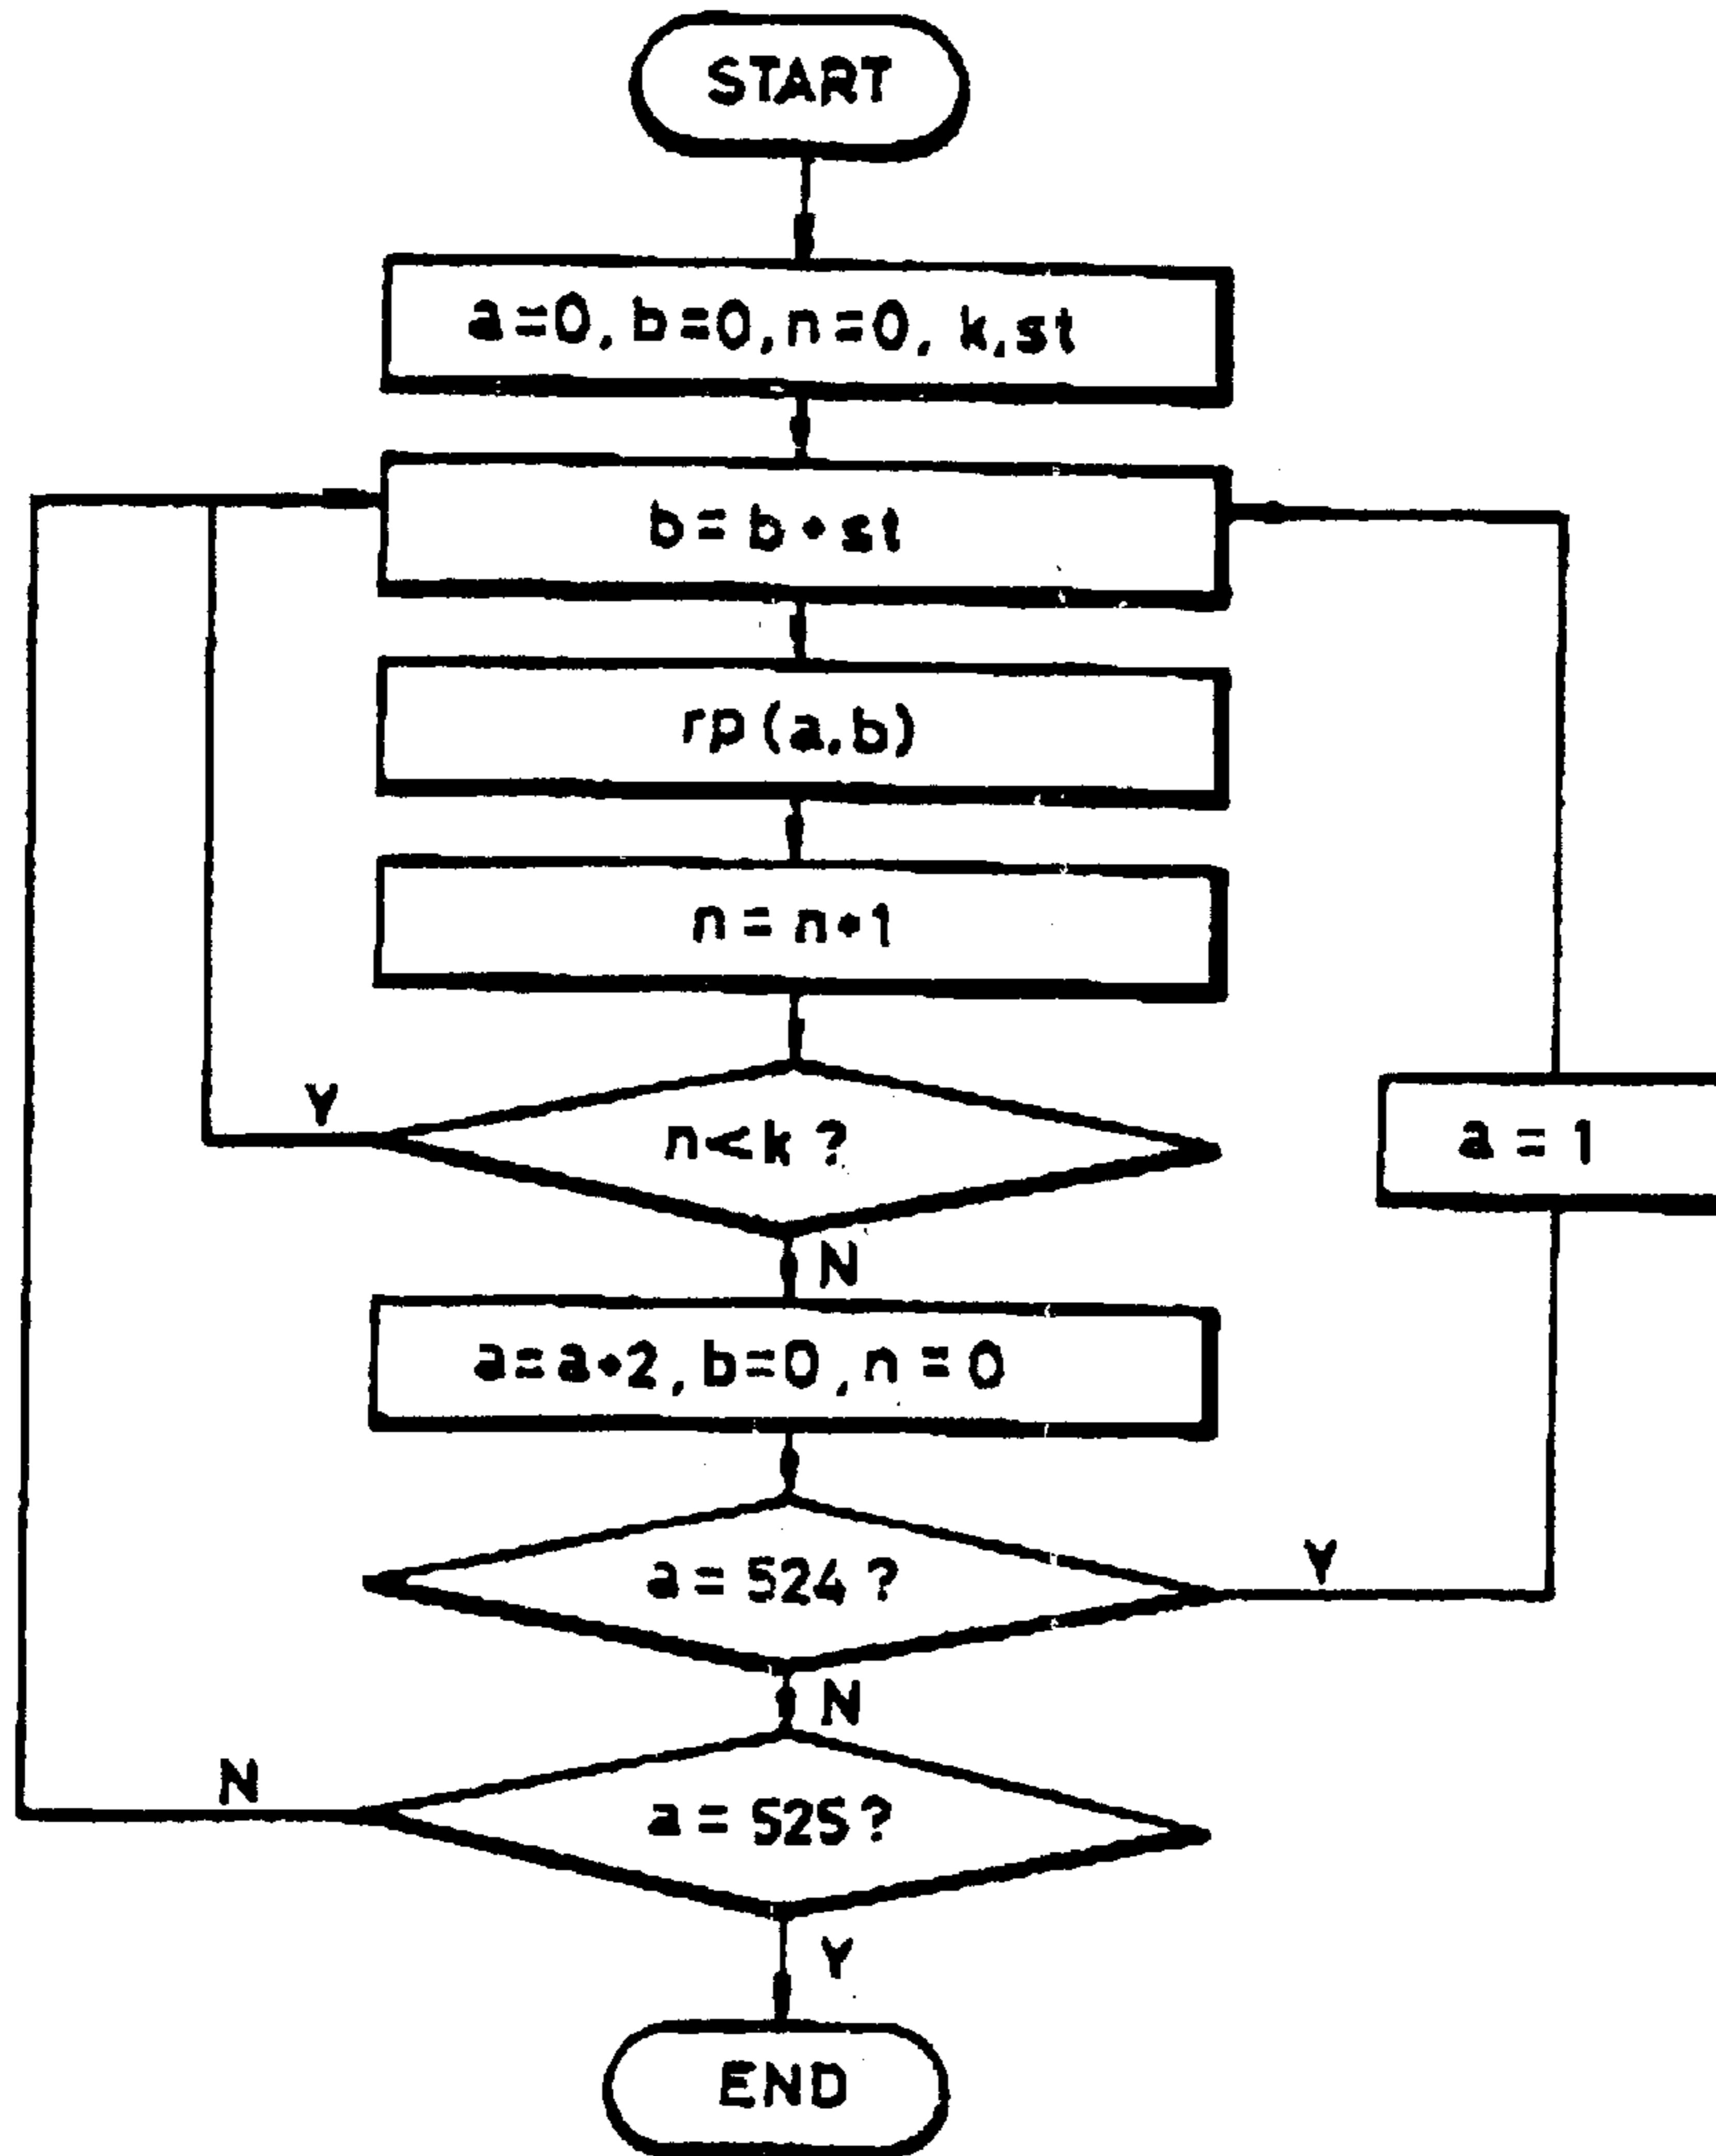 START
a=0, b=0, n=0, k, st
b=b+st
rp(a,b)
n=n+1
Y
n<k?
a=1
N
a=a+2, b=0, n=0
a=524?
Y
N
N
a=525?
Y
END